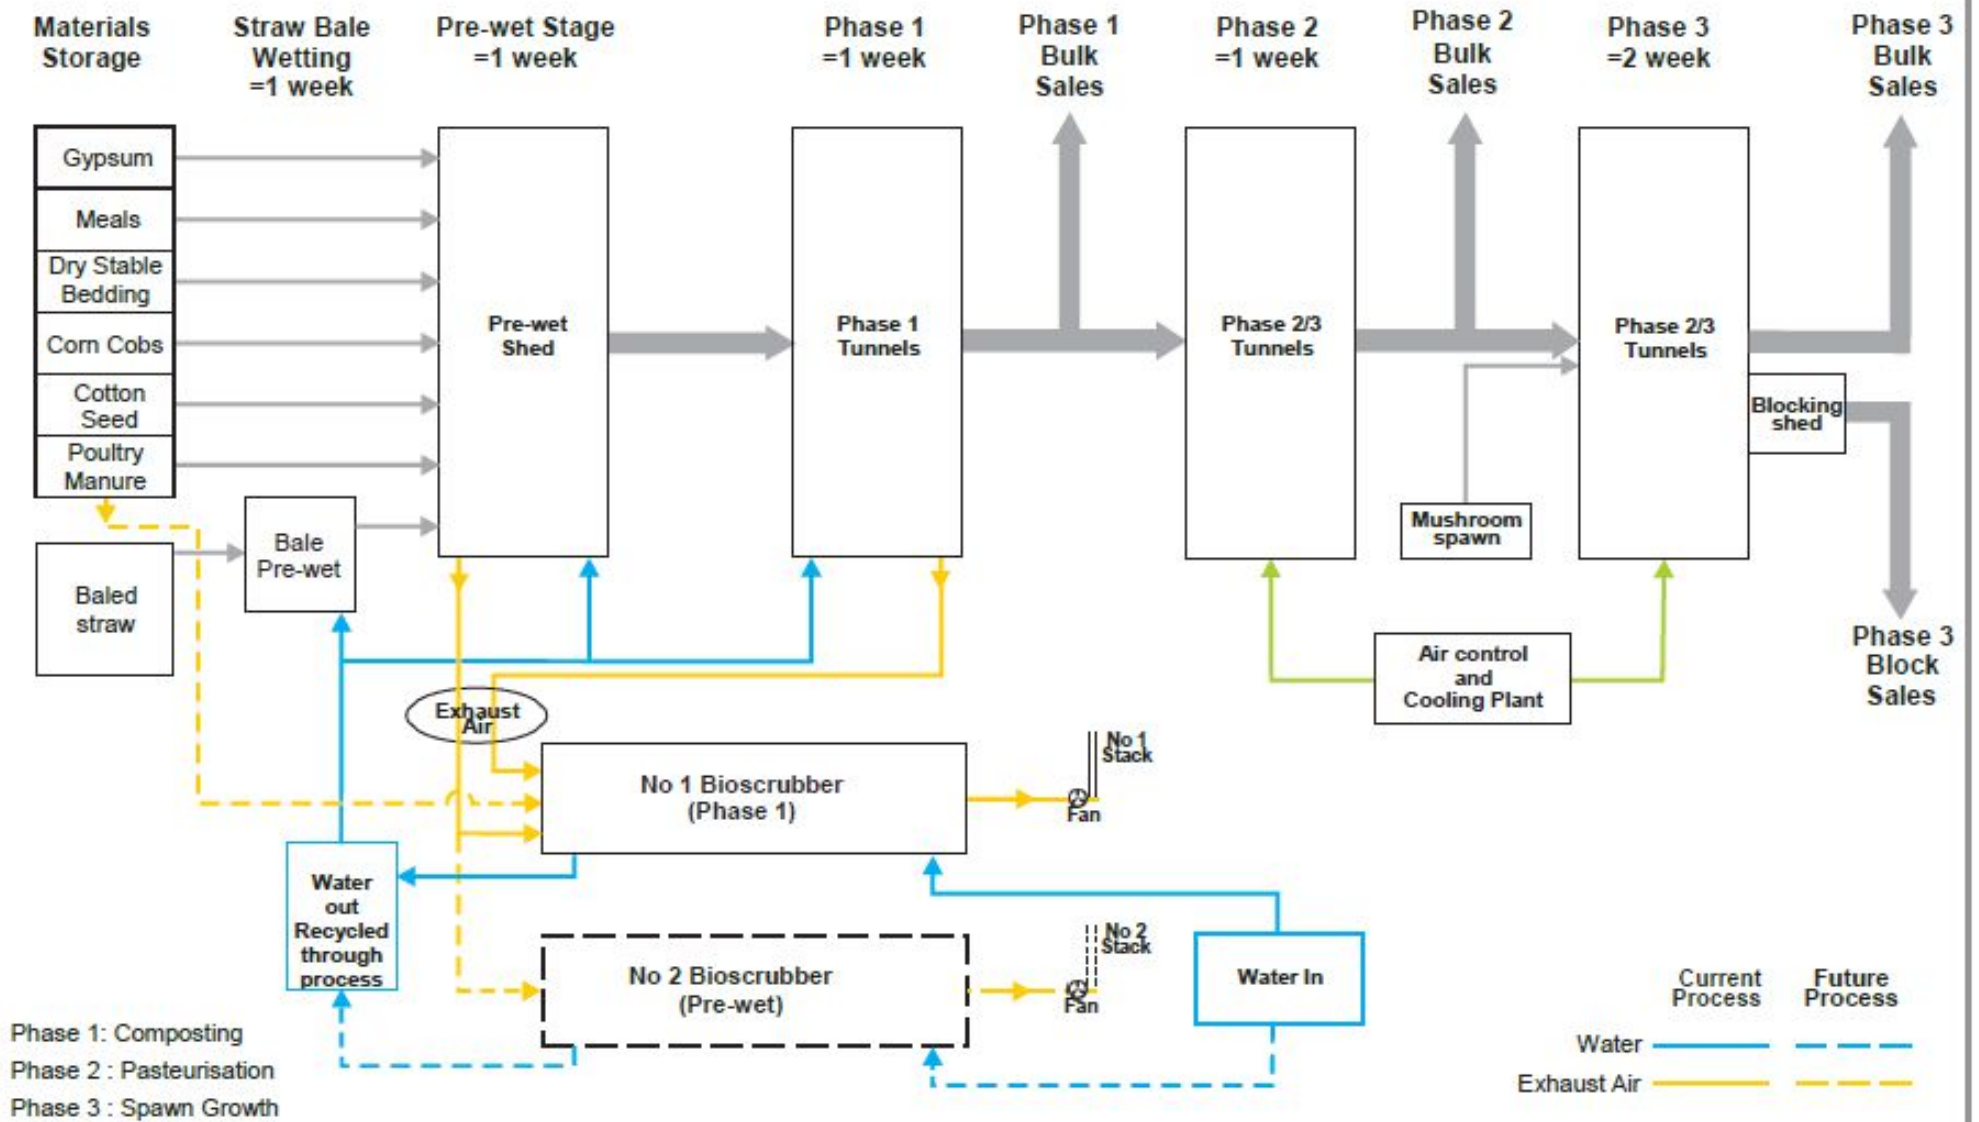 Materials
Storage
Straw Bale
Wetting
=1 week
Pre-wet Stage
=1 week
Phase 1
=1 week
Phase 1
Bulk
Sales
Phase 2
=1 week
Phase 2
Bulk
Sales
Phase 3
=2 week
Phase 3
Bulk
Sales
Gypsum
Meals
Dry Stable
Bedding
Corn Cobs
Cotton
Seed
Poultry
Manure
Baled
straw
Bale
Pre-wet
Pre-wet
Shed
Phase 1
Tunnels
Phase 2/3
Tunnels
Phase 2/3
Tunnels
Blocking
shed
Mushroom
spawn
Air control
and
Cooling Plant
Phase 3
Block
Sales
Exhaust
Air
No 1 Bioscrubber
(Phase 1)
No 1
Stack
Fan
Water
out
Recycled
through
process
No 2 Bioscrubber
(Pre-wet)
No 2
Stack
Fan
Water In
Phase 1: Composting
Phase 2 : Pasteurisation
Phase 3 : Spawn Growth
Current
Process
Future
Process
Water
Exhaust Air